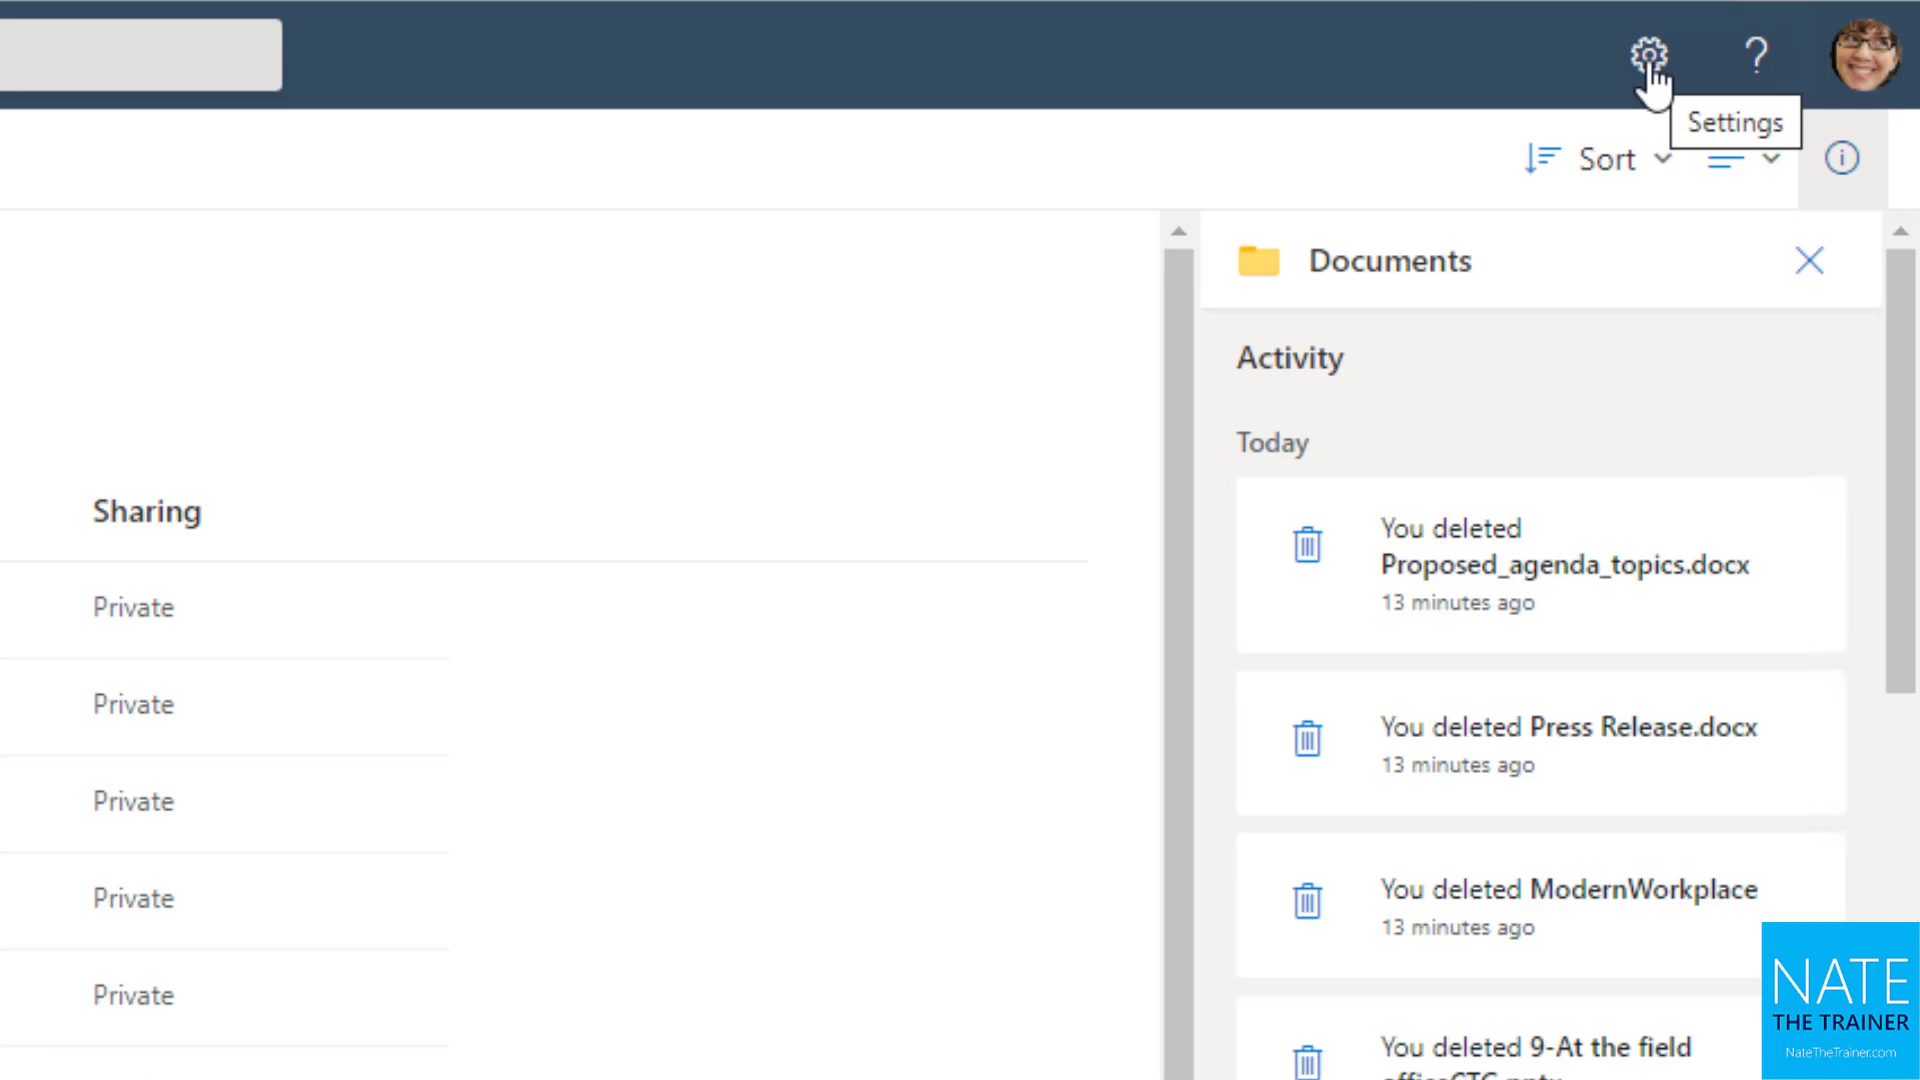 ?
Settings
Sort
Documents
Activity
Today
Sharing
You deleted
Proposed_agenda_topics.docx
13 minutes ago
Private
Private
You deleted Press Release.docx
13 minutes ago
Private
You deleted ModernWorkplace
13 minutes ago
Private
Private
You deleted 9-At the field
officeCTC.pptx
NATE
THE TRAINER
NateTheTrainer.com